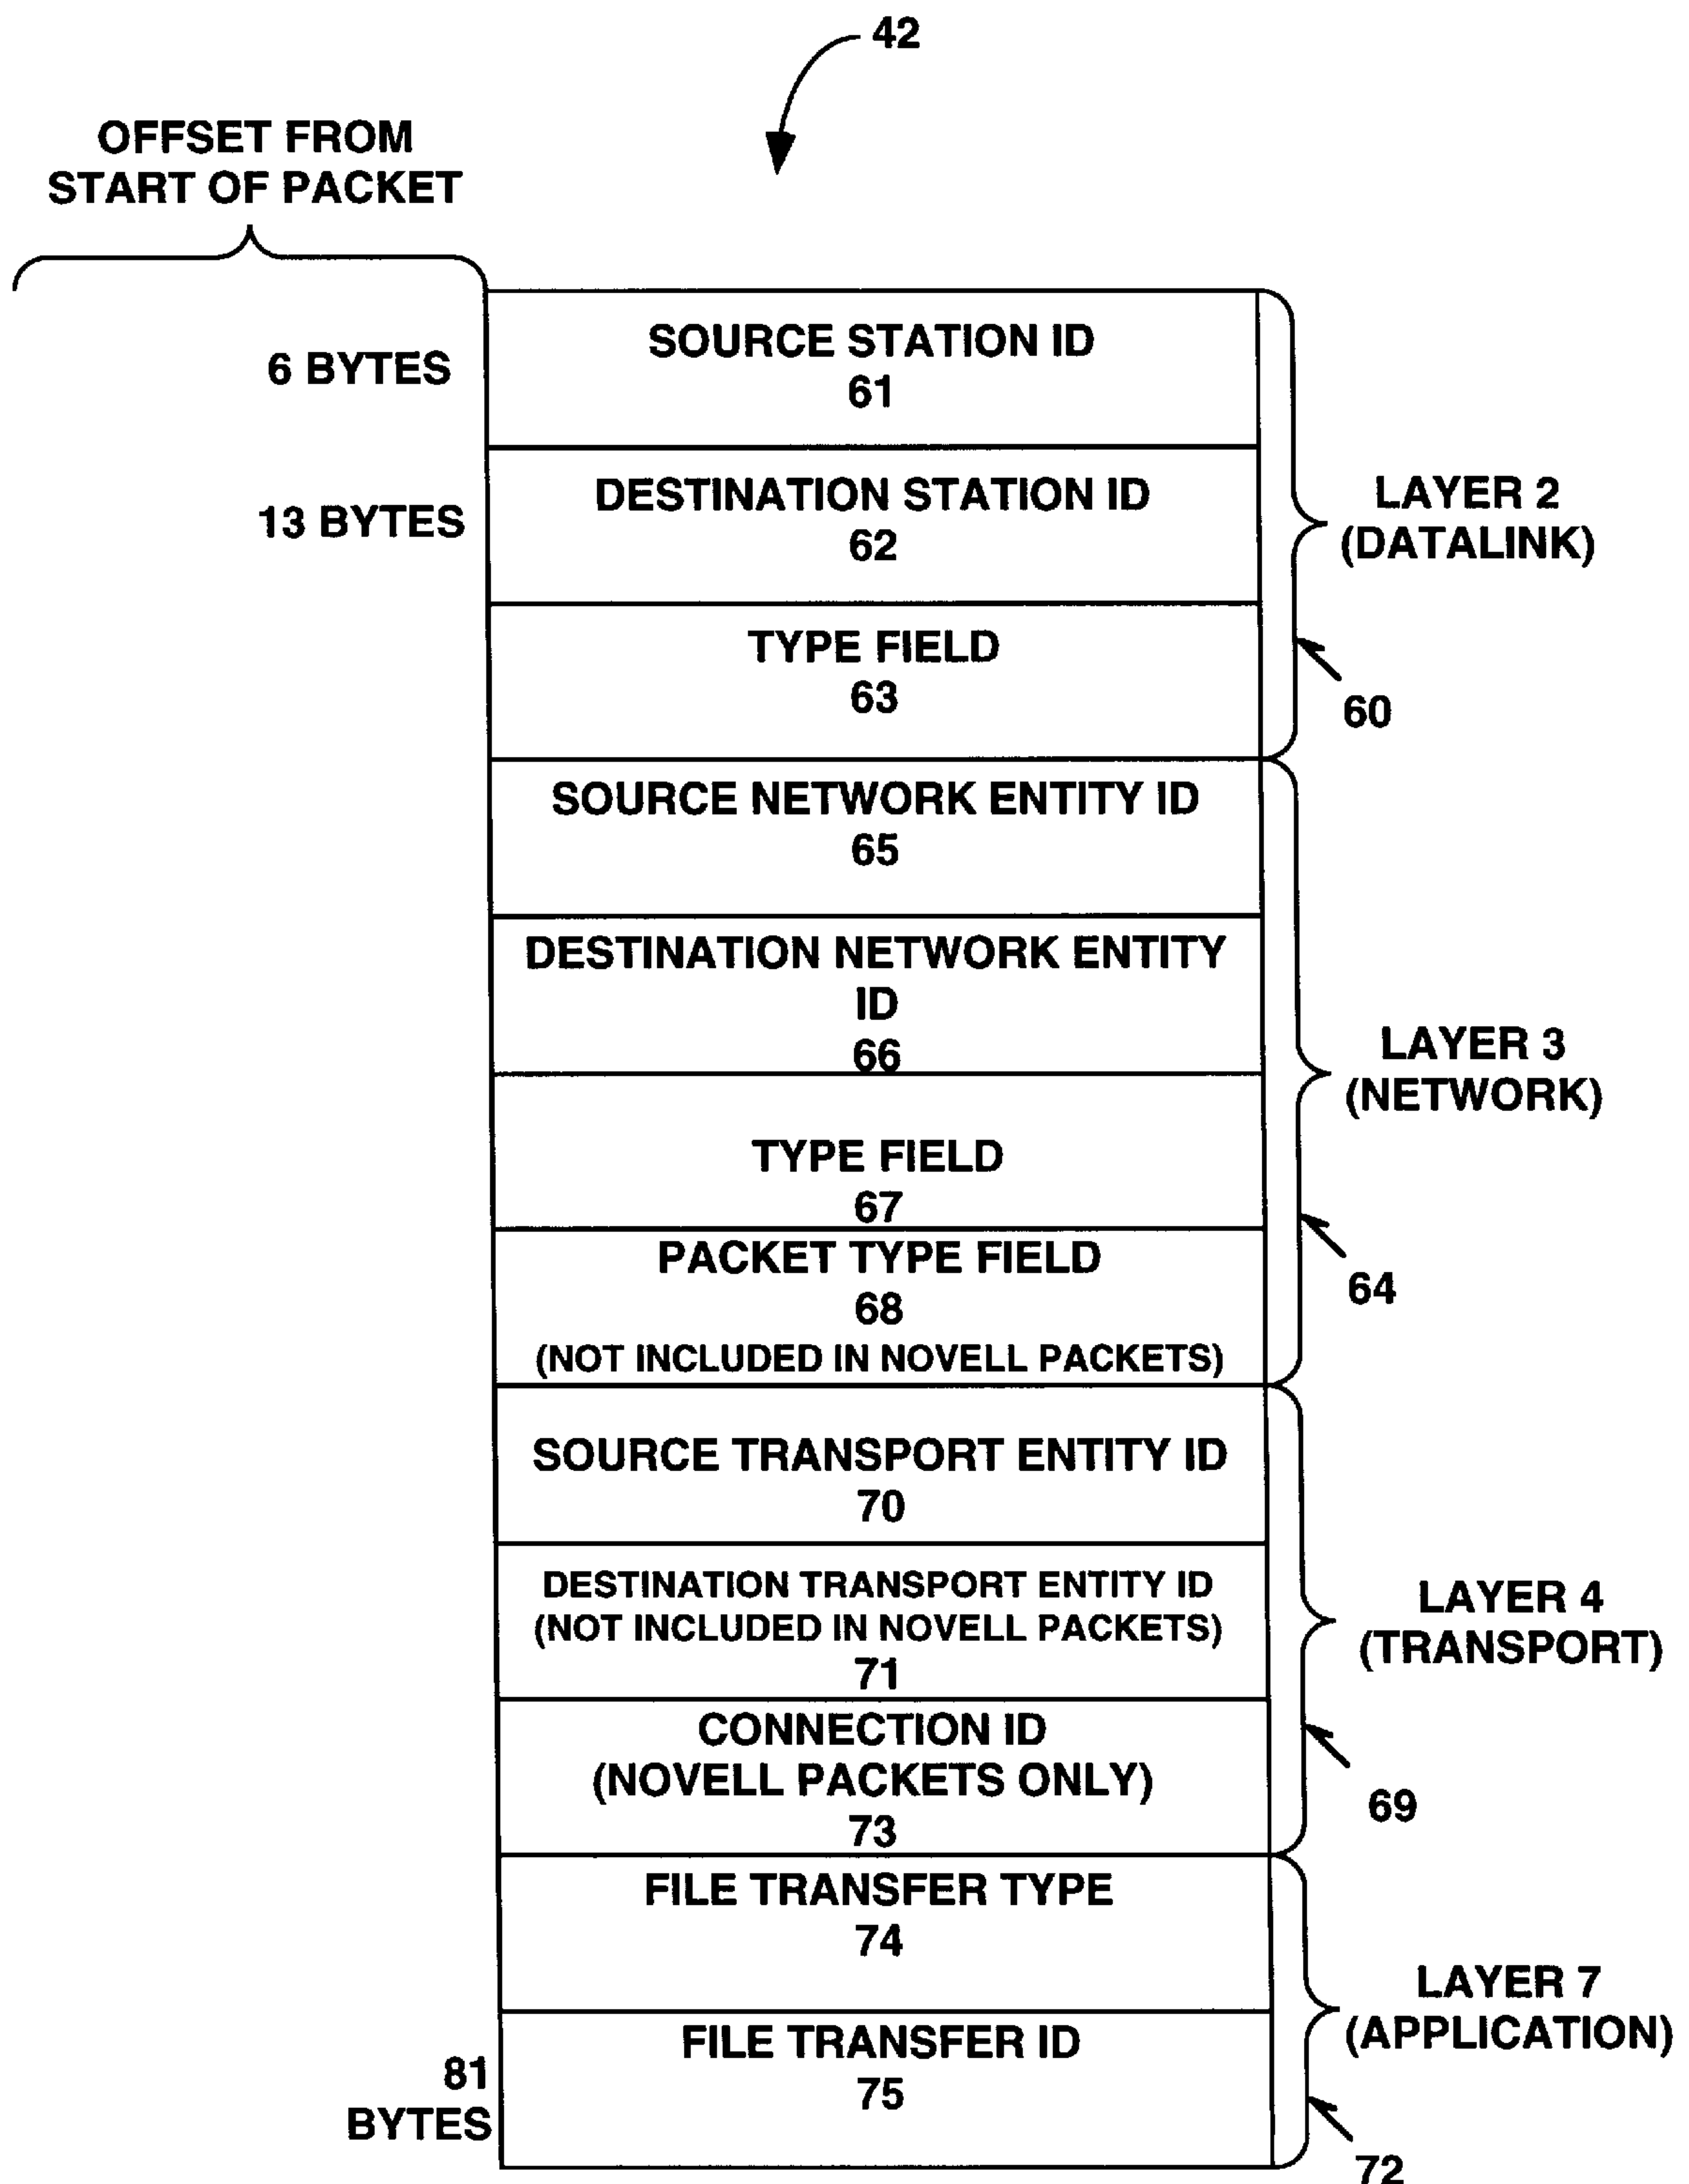 42
OFFSET FROM
START OF PACKET
6 BYTES
SOURCE STATION ID
61
13 BYTES
DESTINATION STATION ID
62
LAYER 2
(DATALINK)
TYPE FIELD
63
60
SOURCE NETWORK ENTITY ID
65
DESTINATION NETWORK ENTITY
ID
66
LAYER 3
(NETWORK)
TYPE FIELD
67
PACKET TYPE FIELD
68
(NOT INCLUDED IN NOVELL PACKETS)
64
SOURCE TRANSPORT ENTITY ID
70
DESTINATION TRANSPORT ENTITY ID
(NOT INCLUDED IN NOVELL PACKETS)
71
LAYER 4
(TRANSPORT)
CONNECTION ID
(NOVELL PACKETS ONLY)
73
69
FILE TRANSFER TYPE
74
LAYER 7
(APPLICATION)
FILE TRANSFER ID
75
81
BYTES
72